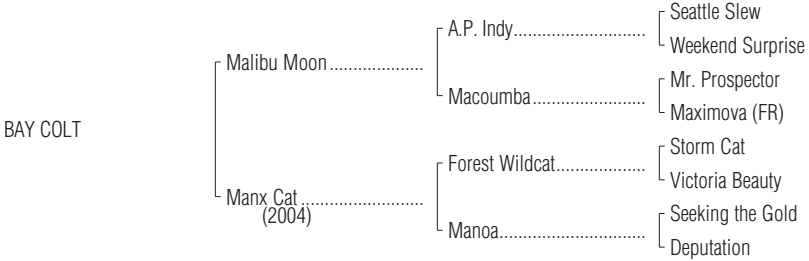 Seattle Slew
A.P. Indy
Weekend Surprise
Malibu Moon
Mr. Prospector
Macoumba
Maximova (FR)
BAY COLT
Storm Cat
Forest Wildcat
Victoria Beauty
Manx Cat
(2004)
Seeking the Gold
Manoa
Deputation